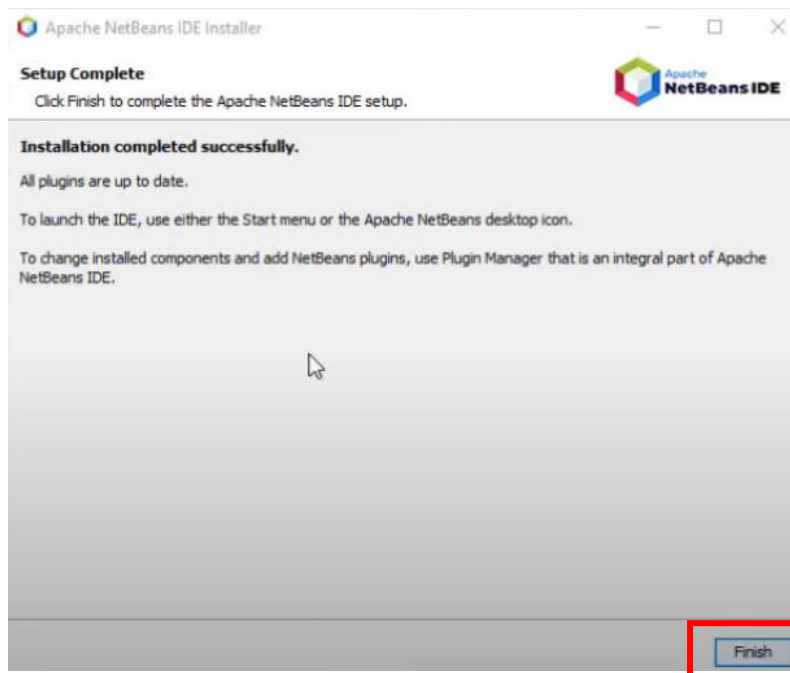 Apache NetBeans IDE Installer
Setup Complete
Click Finish to complete the Apache NetBeans IDE setup.
Apache
NetBeans IDE
Installation completed successfully.
All plugins are up to date.
To launch the IDE, use either the Start menu or the Apache NetBeans desktop icon.
To change installed components and add NetBeans plugins, use Plugin Manager that is an integral part of Apache
NetBeans IDE.
Finish